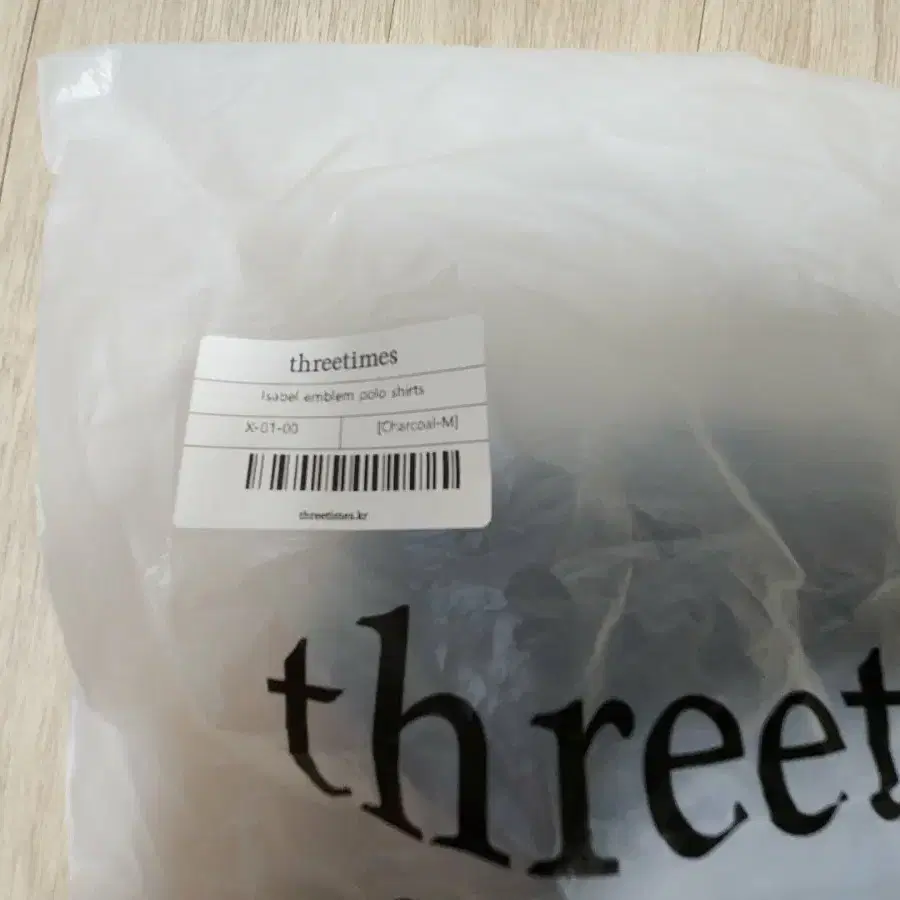 threetimes
Isabel emblem polo shirts
X-01-00 [Charcoal-M]
threetimes.kr
threet